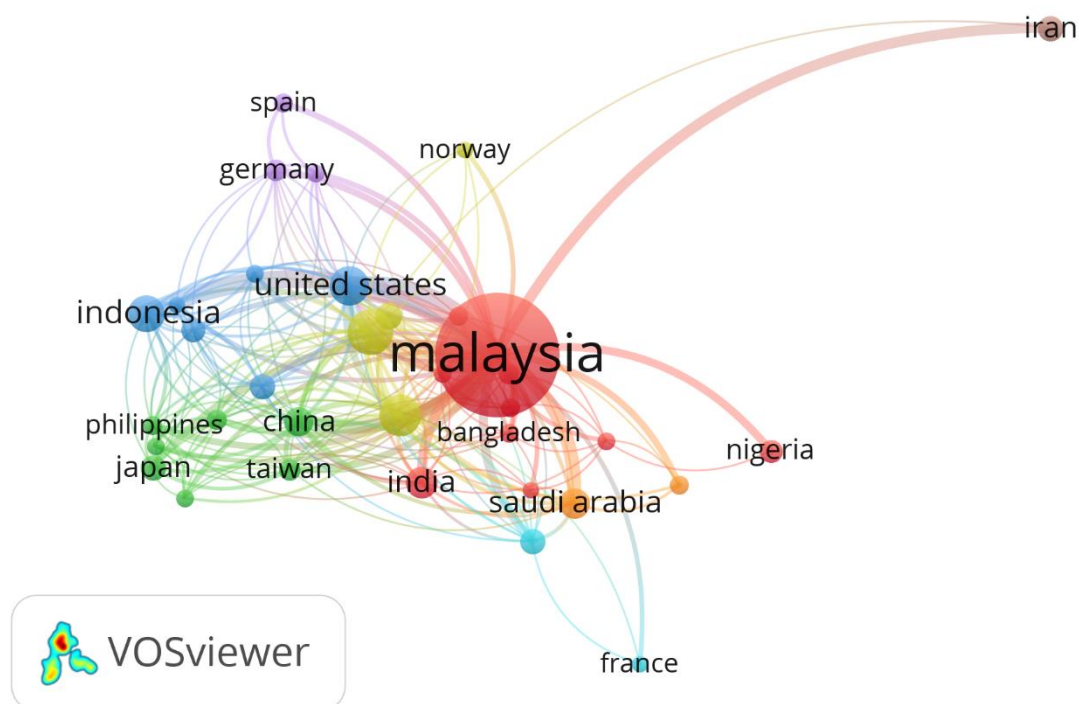 iran
spain
norway
germany
united states
indonesia
malaysia
philippines
china
bangladesh
nigeria
japan
taiwan
india
saudi arabia
VOSviewer
france